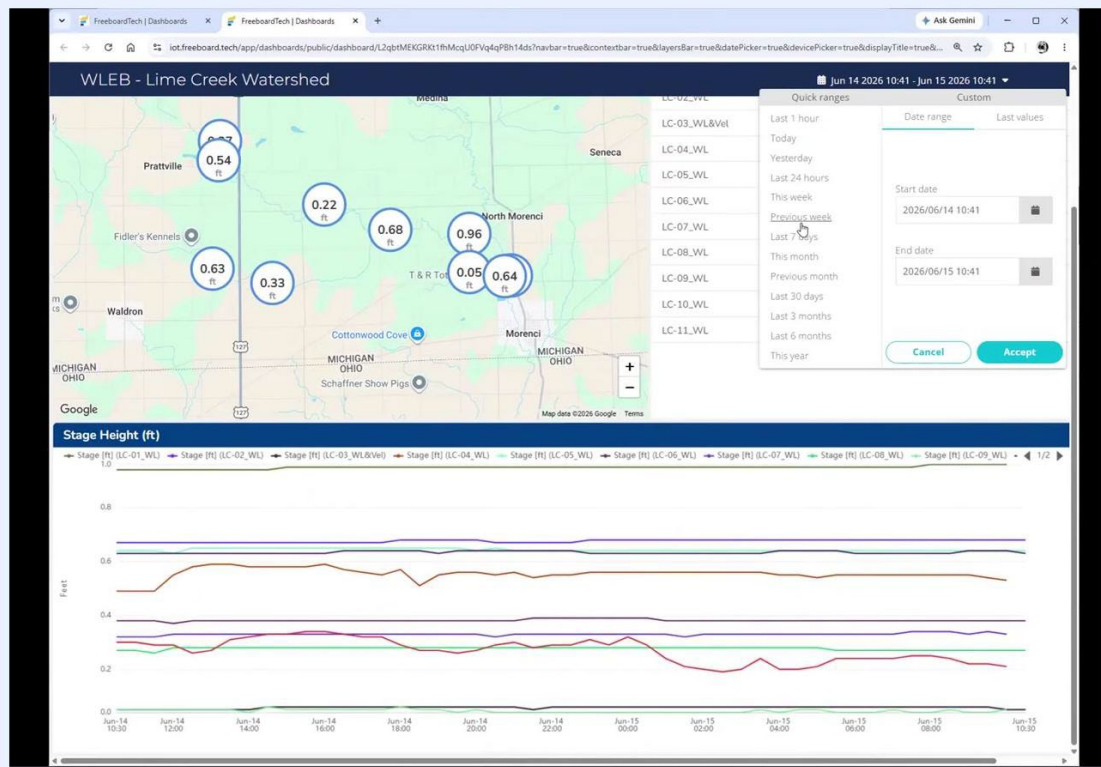 FreeboardTech | Dashboards
FreeboardTech | Dashboards
Ask Gemini
iot.freeboard.tech/app/dashboards/public/dashboard/L2qbtMEKGRKt1fhMcqU0FVq4qPBh14ds?navbar=true&contextbar=true&layersBar=true&datePicker=true&devicePicker=true&displayTitle=true&...
WLEB - Lime Creek Watershed
Jun 14 2026 10:41 - Jun 15 2026 10:41
Medina
Prattville
Seneca
0.54
ft
0.22
ft
North Morenci
0.68
ft
0.96
ft
Fidler's Kennels
0.63
ft
0.33
ft
T & R
0.05
ft
0.64
ft
Waldron
Cottonwood Cove
Morenci
127
MICHIGAN
OHIO
MICHIGAN
OHIO
MICHIGAN
OHIO
Schaffner Show Pigs
127
Google
Map data ©2026 Google Terms
LC-02_WL
LC-03_WL&Vel
LC-04_WL
LC-05_WL
LC-06_WL
LC-07_WL
LC-08_WL
LC-09_WL
LC-10_WL
LC-11_WL
Quick ranges
Custom
Last 1 hour
Today
Yesterday
Last 24 hours
This week
Previous week
Last 7 days
This month
Previous month
Last 30 days
Last 3 months
Last 6 months
This year
Date range
Last values
Start date
2026/06/14 10:41
End date
2026/06/15 10:41
Cancel
Accept
Stage Height (ft)
Stage [ft] (LC-01_WL) Stage [ft] (LC-02_WL) Stage [ft] (LC-03_WL&Vel) Stage [ft] (LC-04_WL) Stage [ft] (LC-05_WL) Stage [ft] (LC-06_WL) Stage [ft] (LC-07_WL) Stage [ft] (LC-08_WL) Stage [ft] (LC-09_WL) 1/2
1.0
0.8
0.6
0.4
0.2
0.0
Feet
Jun-14 10:30
Jun-14 12:00
Jun-14 14:00
Jun-14 16:00
Jun-14 18:00
Jun-14 20:00
Jun-14 22:00
Jun-15 00:00
Jun-15 02:00
Jun-15 04:00
Jun-15 06:00
Jun-15 08:00
Jun-15 10:30